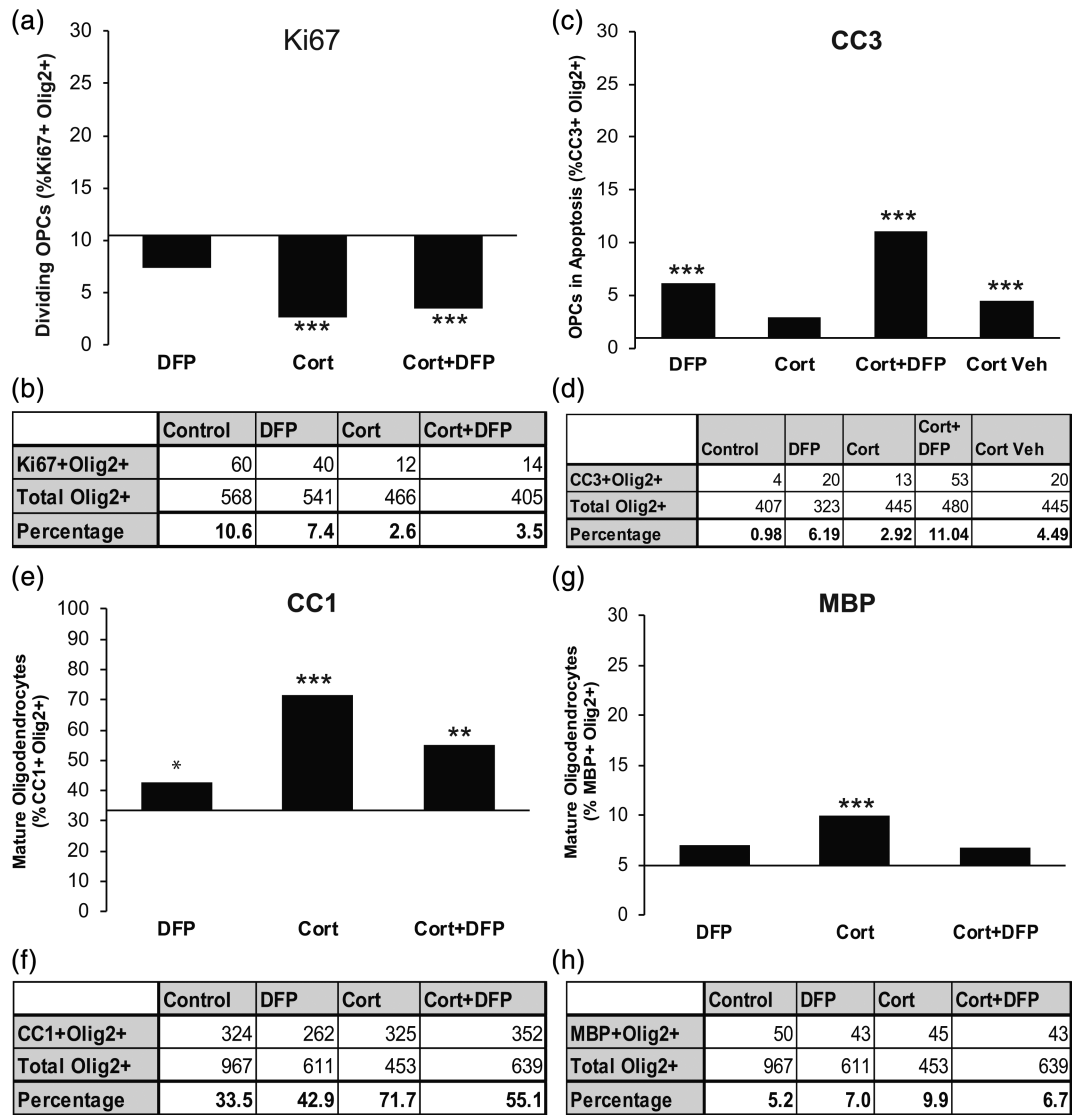 (a)
Ki67
Dividing OPCs (%Ki67+ Olig2+)
30
25
20
15
10
5
0
*** ***
DFP Cort Cort+DFP
(c)
CC3
OPCs in Apoptosis (%CC3+ Olig2+)
30
25
20
15
10
5
0
*** *** ***
DFP Cort Cort+DFP Cort Veh
(b)
Control DFP Cort Cort+DFP
Ki67+Olig2+ 60 40 12 14
Total Olig2+ 568 541 466 405
Percentage 10.6 7.4 2.6 3.5
(d)
Control DFP Cort Cort+ DFP Cort Veh
CC3+Olig2+ 4 20 13 53 20
Total Olig2+ 407 323 445 480 445
Percentage 0.98 6.19 2.92 11.04 4.49
(e)
CC1
Mature Oligodendrocytes
(% CC1+ Olig2+)
100
90
80
70
60
50
40
30
20
10
0
* *** **
DFP Cort Cort+DFP
(g)
MBP
Mature Oligodendrocytes
(% MBP+ Olig2+)
30
25
20
15
10
5
0
***
DFP Cort Cort+DFP
(f)
Control DFP Cort Cort+DFP
CC1+Olig2+ 324 262 325 352
Total Olig2+ 967 611 453 639
Percentage 33.5 42.9 71.7 55.1
(h)
Control DFP Cort Cort+DFP
MBP+Olig2+ 50 43 45 43
Total Olig2+ 967 611 453 639
Percentage 5.2 7.0 9.9 6.7